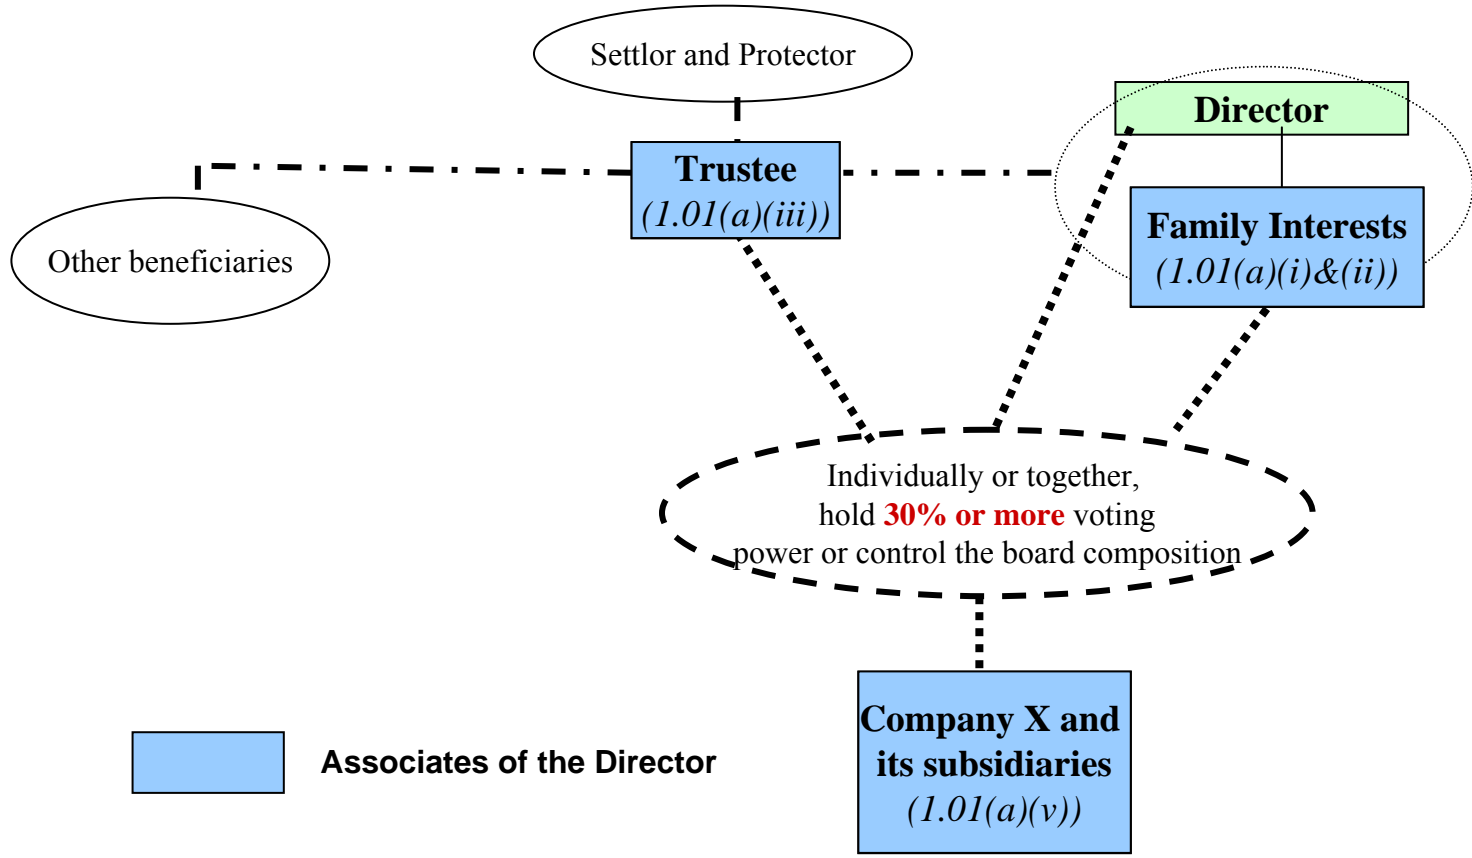 Settlor and Protector
Director
Trustee
(1.01(a)(iii))
Family Interests
(1.01(a)(i)&(ii))
Other beneficiaries
Individually or together,
hold 30% or more voting
power or control the board composition
Company X and
its subsidiaries
(1.01(a)(v))
Associates of the Director